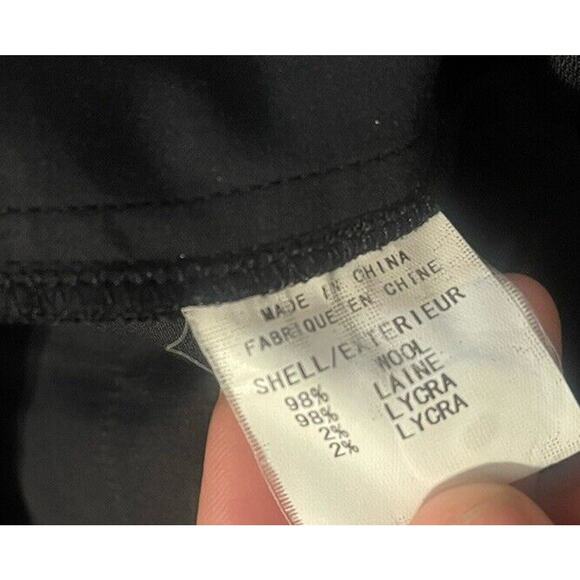 MADE IN CHINA
FABRIQUE EN CHINE
SHELL/EXTERIEUR
98% WOOL
98% LAINE
2% LYCRA
2% LYCRA